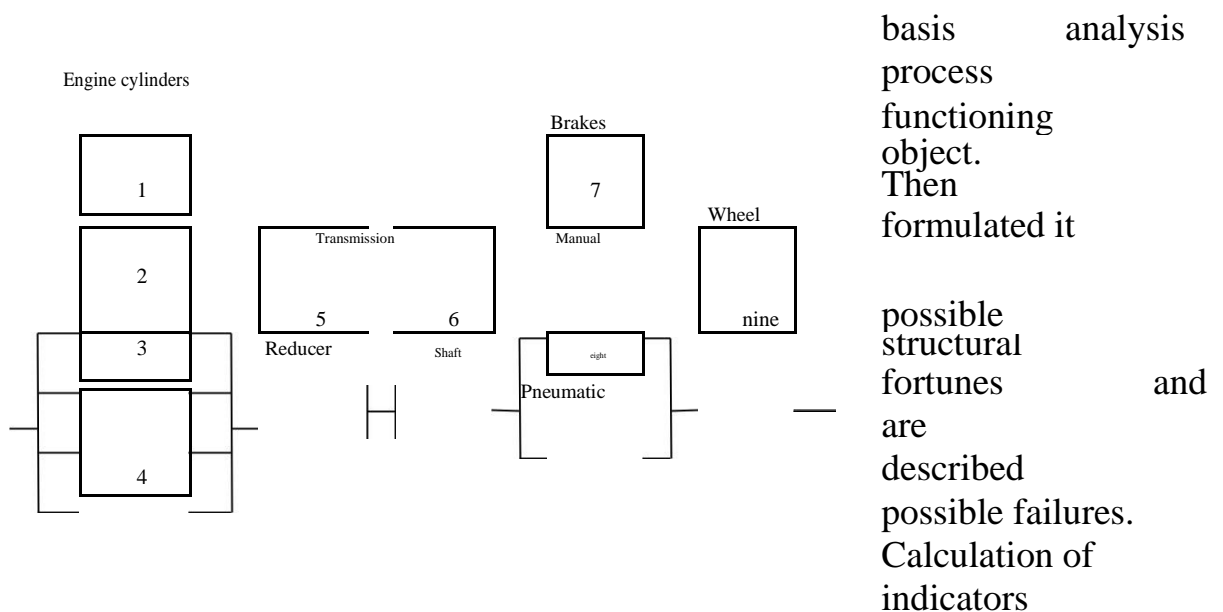 Engine cylinders
1
2
3
4
Transmission
5
6
Reducer
Shaft
Brakes
7
Manual
eight
Pneumatic
Wheel
nine
basis analysis
process
functioning
object.
Then
formulated it
possible
structural
fortunes and
are
described
possible failures.
Calculation of
indicators